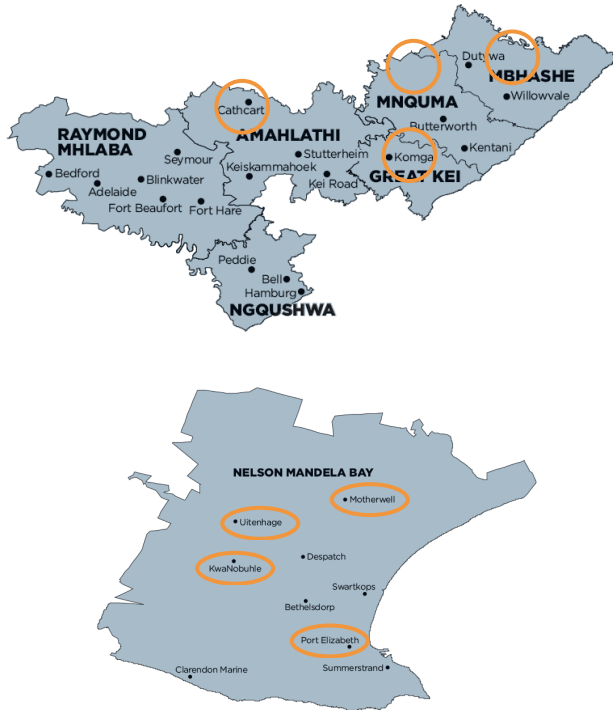 Dutywa
MBHASHE
Willowvale
MNQUMA
Butterworth
Kentani
Cathcart
AMAHLATHI
Stutterheim
Keiskammahoek
Kei Road
Komga
GREAT KEI
RAYMOND
MHLABA
Seymour
Bedford
Adelaide
Blinkwater
Fort Beaufort
Fort Hare
Peddie
Bell
Hamburg
NGQUSHWA
NELSON MANDELA BAY
Motherwell
Uitenhage
Despatch
KwaNobuhle
Swartkops
Bethelsdorp
Port Elizabeth
Summerstrand
Clarendon Marine